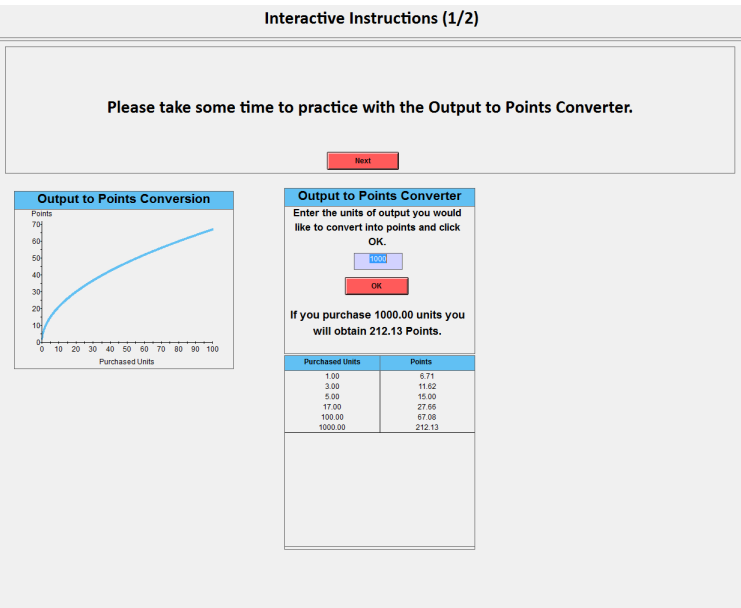 Interactive Instructions (1/2)
Please take some time to practice with the Output to Points Converter.
Next
Output to Points Conversion
Points
70
60
50
40
30
20
10
0
0 10 20 30 40 50 60 70 80 90 100
Purchased Units
Output to Points Converter
Enter the units of output you would
like to convert into points and click
OK.
1000
OK
If you purchase 1000.00 units you
will obtain 212.13 Points.
Purchased Units Points
1.00 6.71
3.00 11.62
5.00 15.00
17.00 27.66
100.00 67.08
1000.00 212.13